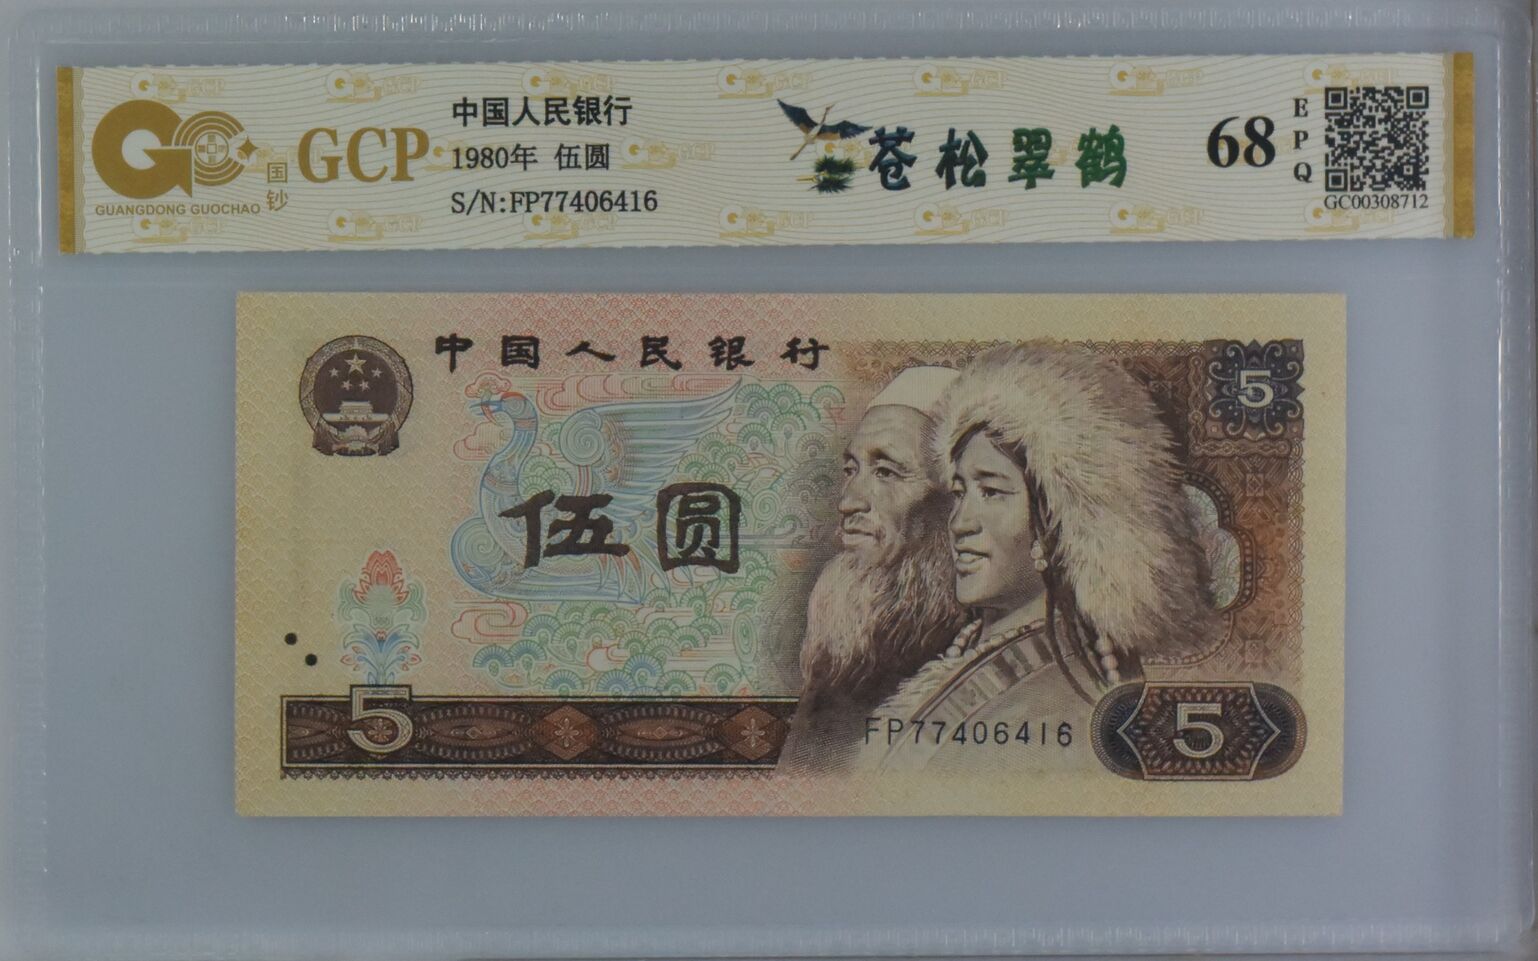 GCP
国钞
GUANGDONG GUOCHAO
中国人民银行
1980年 伍圆
S/N:FP77406416
苍松翠鹤
68
EPQ
GC00308712
中国人民银行
5
伍圆
5
FP77406416
5